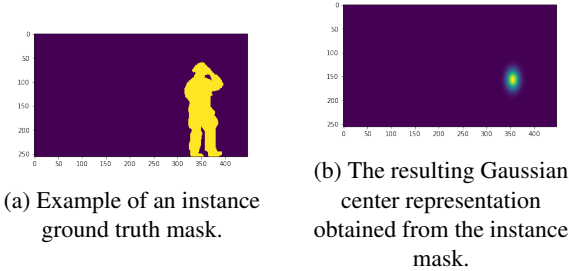 0
50
100
150
200
250
0 50 100 150 200 250 300 350 400
(a) Example of an instance
ground truth mask.
0
50
100
150
200
250
0 50 100 150 200 250 300 350 400
(b) The resulting Gaussian
center representation
obtained from the instance
mask.